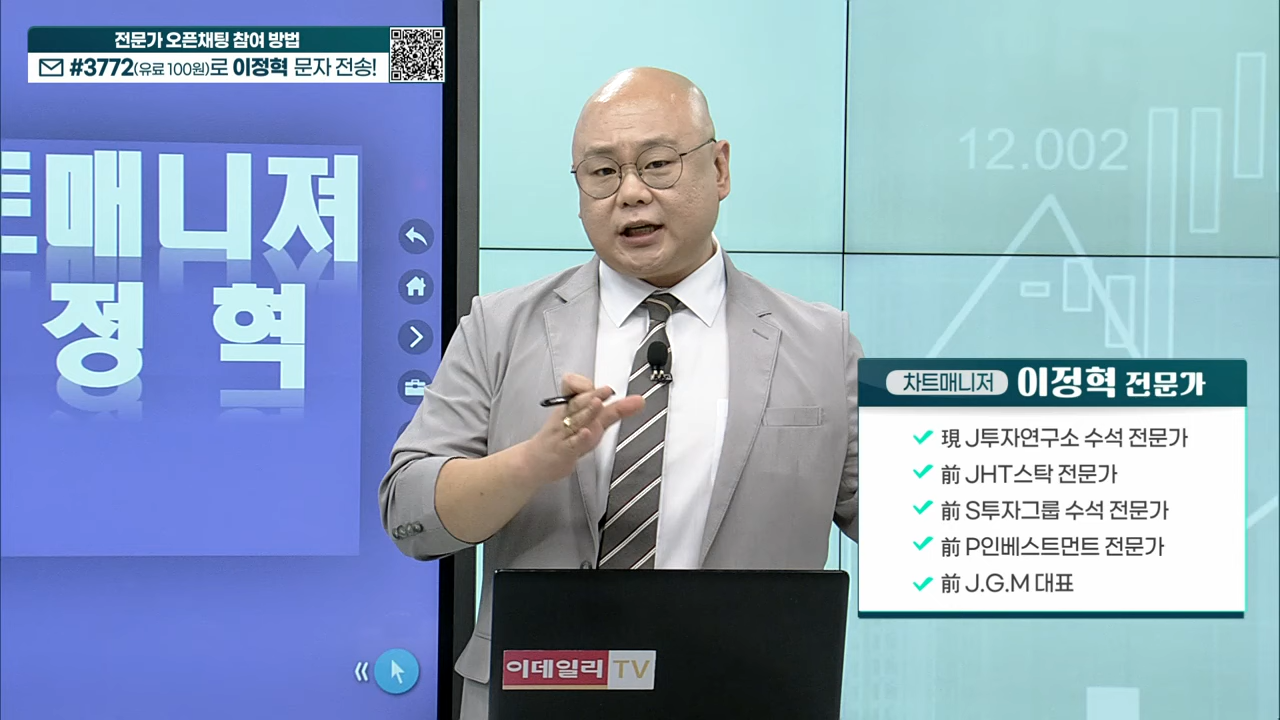 전문가 오픈채팅 참여 방법
#3772(유료 100원)로 이정혁 문자 전송!
트매니져
정 혁
12.002
차트매니저 이정혁 전문가
現 J투자연구소 수석 전문가
前 JHT스탁 전문가
前 S투자그룹 수석 전문가
前 P인베스트먼트 전문가
前 J.G.M 대표
이데일리TV